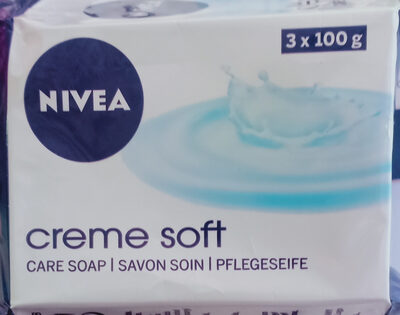 3 x 100 g
NIVEA
creme soft
CARE SOAP | SAVON SOIN | PFLEGESEIFE